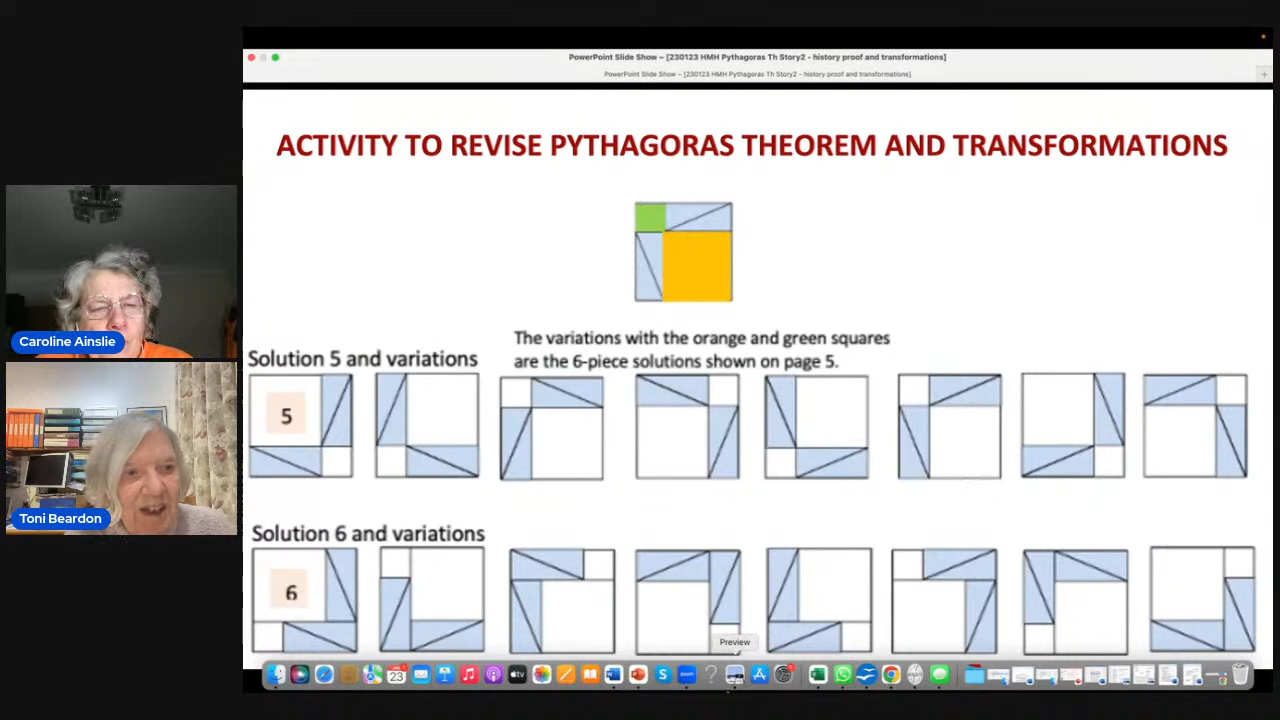 PowerPoint Slide Show – [230123 HMH Pythagoras Th Story2 - history proof and transformations]
PowerPoint Slide Show – [230123 HMH Pythagoras Th Story2 - history proof and transformations]
ACTIVITY TO REVISE PYTHAGORAS THEOREM AND TRANSFORMATIONS
Caroline Ainslie
Toni Beardon
The variations with the orange and green squares
are the 6-piece solutions shown on page 5.
Solution 5 and variations
5
Solution 6 and variations
6
Preview
23
tv
zoom